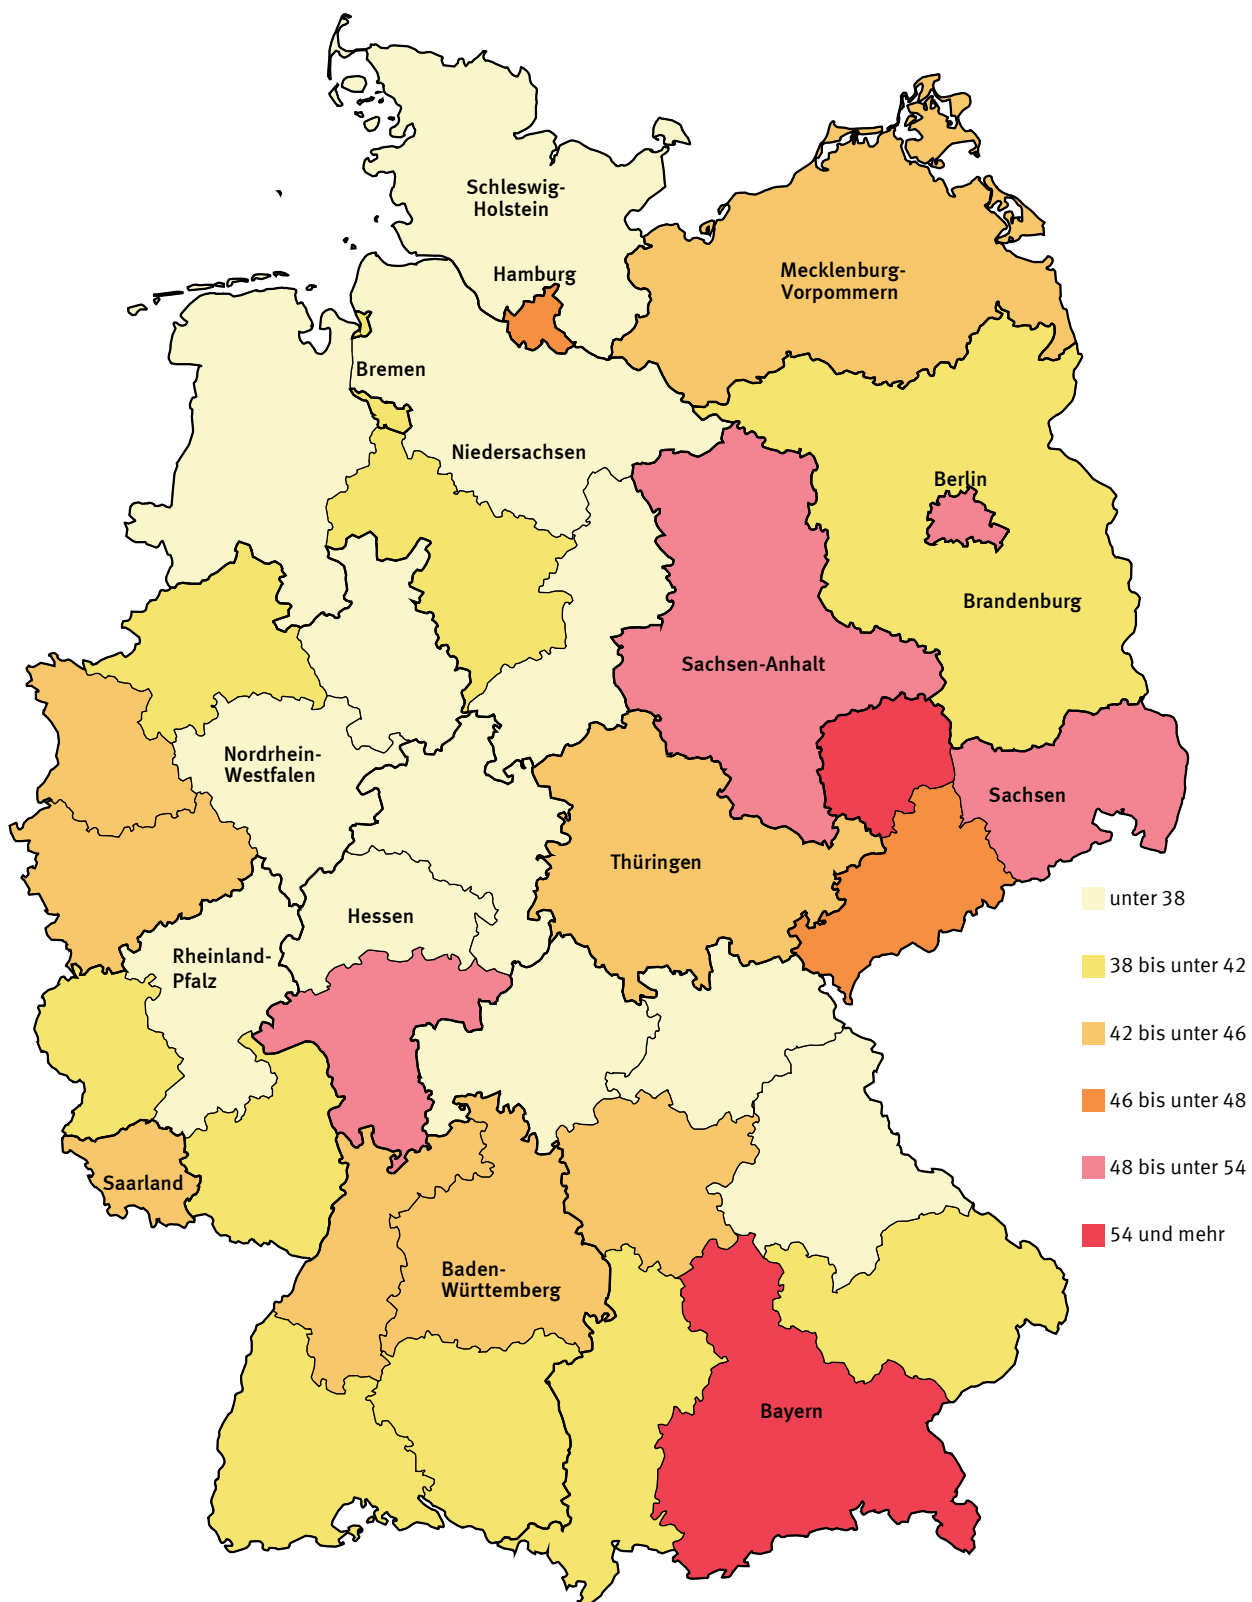 Schleswig-
Holstein
Hamburg
Mecklenburg-
Vorpommern
Bremen
Niedersachsen
Berlin
Brandenburg
Sachsen-Anhalt
Nordrhein-
Westfalen
Sachsen
Thüringen
Hessen
Rheinland-
Pfalz
Saarland
Baden-
Württemberg
Bayern
unter 38
38 bis unter 42
42 bis unter 46
46 bis unter 48
48 bis unter 54
54 und mehr